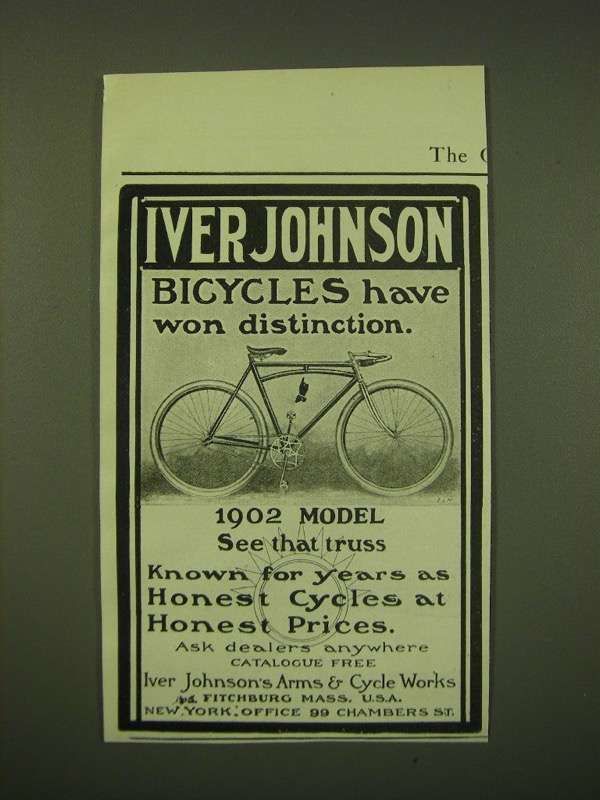 The
IVER JOHNSON
BICYCLES have
won distinction.
1902 MODEL
See that truss
Known for years as
Honest Cycles at
Honest Prices.
Ask dealers anywhere
CATALOGUE FREE
Iver Johnson's Arms & Cycle Works
FITCHBURG MASS. U.S.A.
NEW YORK OFFICE 99 CHAMBERS ST.